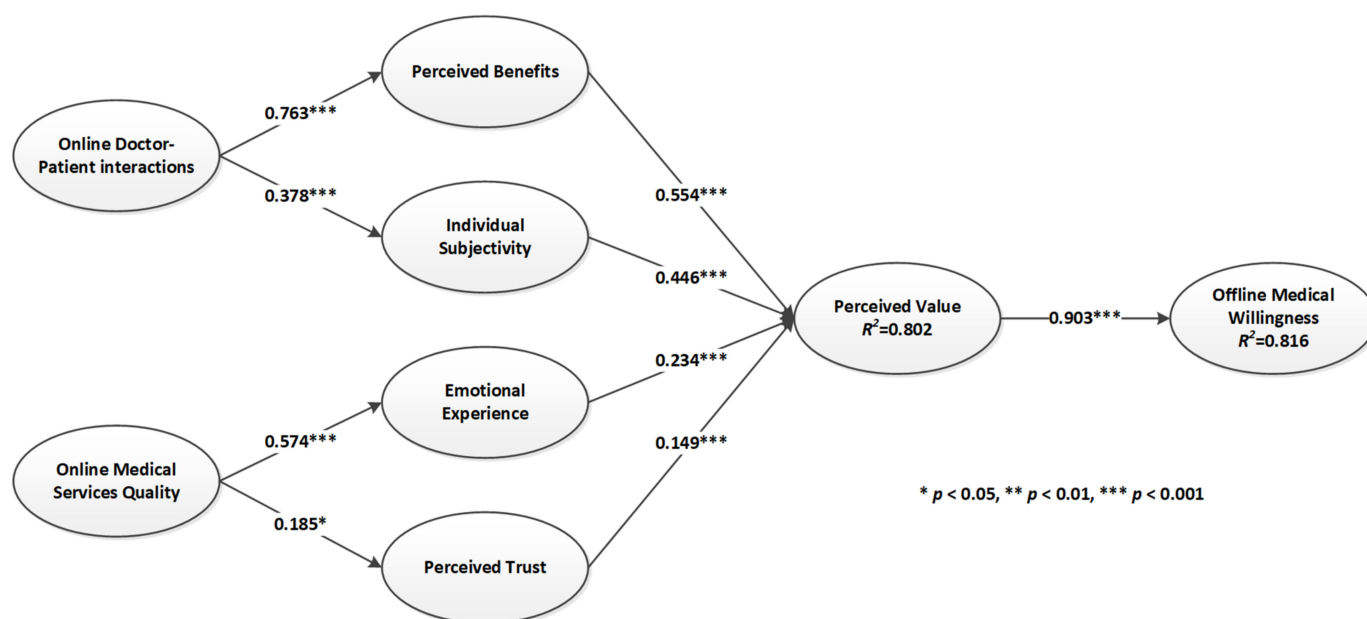 Perceived Benefits
0.763***
Online Doctor-
Patient interactions
0.378***
0.554***
Individual
Subjectivity
0.446***
Perceived Value
R²=0.802
0.903***
Offline Medical
Willingness
R²=0.816
0.234***
Emotional
Experience
0.574***
0.149***
Online Medical
Services Quality
0.185*
Perceived Trust
* p < 0.05, ** p < 0.01, *** p < 0.001